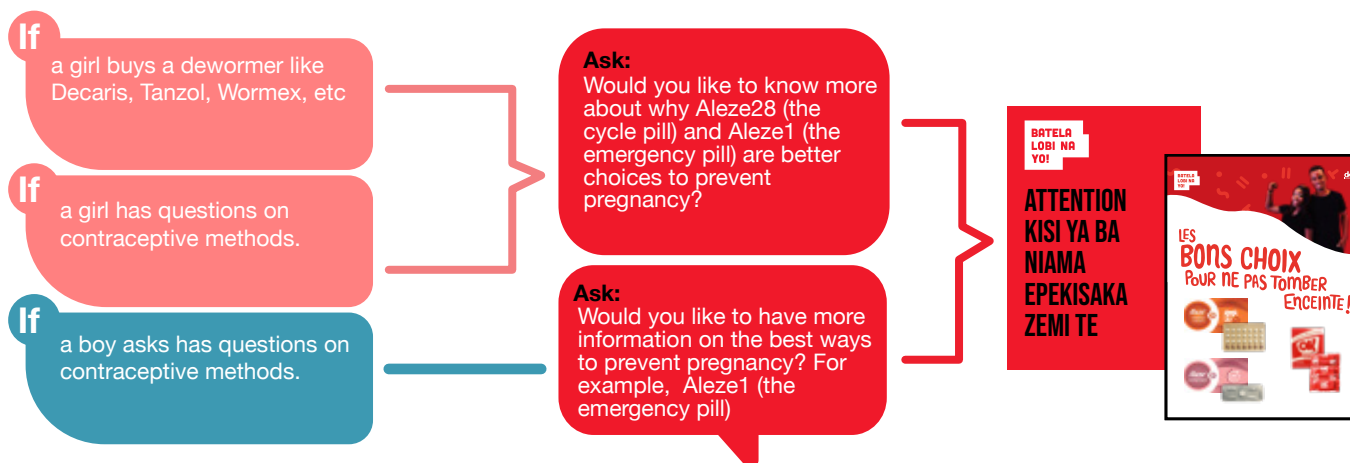 If
a girl buys a dewormer like
Decaris, Tanzol, Wormex, etc
If
a girl has questions on
contraceptive methods.
If
a boy asks has questions on
contraceptive methods.
Ask:
Would you like to know more
about why Aleze28 (the
cycle pill) and Aleze1 (the
emergency pill) are better
choices to prevent
pregnancy?
Ask:
Would you like to have more
information on the best ways
to prevent pregnancy? For
example, Aleze1 (the
emergency pill)
BATELA
LOBI NA
YO!
ATTENTION
KISI YA BA
NIAMA
EPEKISAKA
ZEMI TE
BATELA
LOBI NA
YO!
LES
BONS CHOIX
POUR NE PAS TOMBER
ENCEINTE!